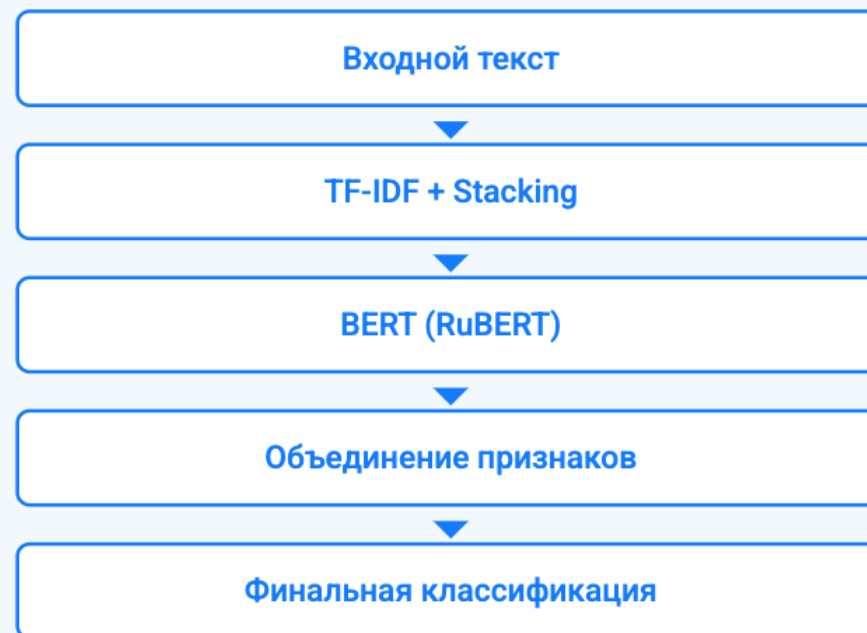 Входной текст
TF-IDF + Stacking
BERT (RuBERT)
Объединение признаков
Финальная классификация